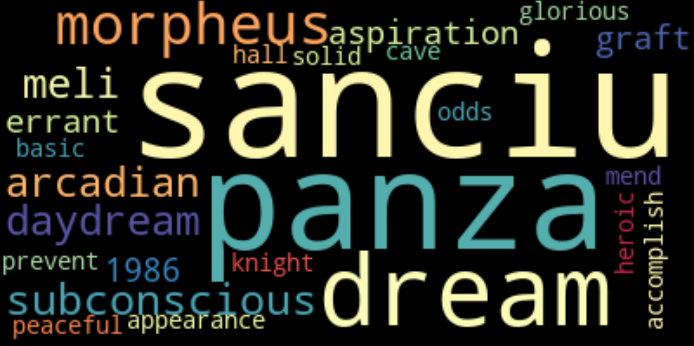 glorious
morpheus
aspiration
graft
hall
solid
cave
meli
sanciu
odds
errant
basic
arcadian
panza
mend
daydream
heroic
accomplish
prevent
1986
knight
dream
subconscious
peaceful
appearance